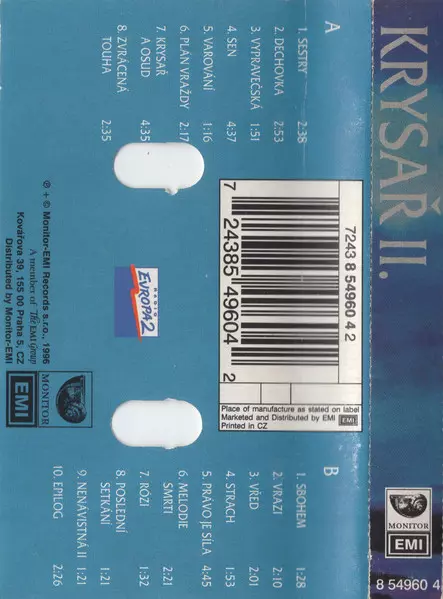 KRYSAŘ II.
MONITOR
EMI
8 54960 4
A
1. SESTRY 2:38
2. DECHOVKA 2:53
3. VYPRAVĚČSKÁ 1:51
4. SEN 4:37
5. VAROVÁNÍ 1:16
6. PLÁN VRAŽDY 2:17
7. KRYSAŘ
A OSUD 4:35
8. ZVRÁCENÁ
TOUHA 2:35
7243 8 54960 4 2
7 24385 49604 2
Place of manufacture as stated on label
Marketed and Distributed by EMI EMI
Printed in CZ
RADIO
EVROPA 2
B
1. SBOHEM 1:28
2. VRAZI 2:10
3. VŘED 2:01
4. STRACH 1:53
5. PRÁVO JE SÍLA 4:45
6. MELODIE
SMRTI 2:21
7. RÓZI 1:32
8. POSLEDNÍ
SETKÁNÍ 1:21
9. NENÁVISTNÁ II 1:21
10. EPILOG 2:26
℗ + © Monitor-EMI Records s.r.o., 1996
A member of The EMI Group
Kovářova 39, 155 00 Praha 5, CZ
Distributed by Monitor-EMI
MONITOR
EMI